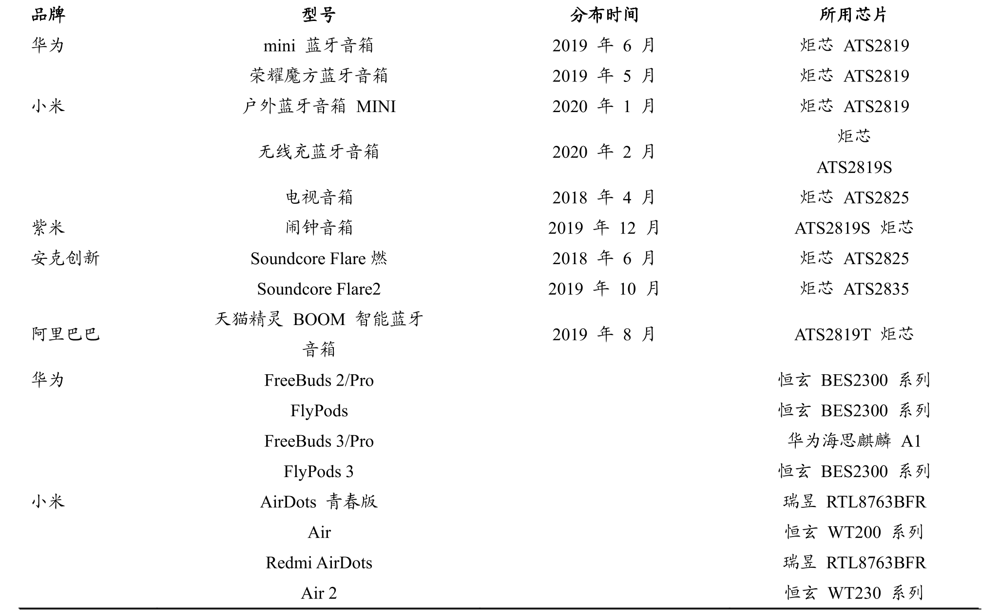 品牌 型号 分布时间 所用芯片
华为 mini 蓝牙音箱 2019 年 6 月 炬芯 ATS2819
荣耀魔方蓝牙音箱 2019 年 5 月 炬芯 ATS2819
小米 户外蓝牙音箱 MINI 2020 年 1 月 炬芯 ATS2819
无线充蓝牙音箱 2020 年 2 月 炬芯
ATS2819S
电视音箱 2018 年 4 月 炬芯 ATS2825
紫米 闹钟音箱 2019 年 12 月 ATS2819S 炬芯
安克创新 Soundcore Flare 燃 2018 年 6 月 炬芯 ATS2825
Soundcore Flare2 2019 年 10 月 炬芯 ATS2835
阿里巴巴 天猫精灵 BOOM 智能蓝牙
音箱 2019 年 8 月 ATS2819T 炬芯
华为 FreeBuds 2/Pro 恒玄 BES2300 系列
FlyPods 恒玄 BES2300 系列
FreeBuds 3/Pro 华为海思麒麟 A1
FlyPods 3 恒玄 BES2300 系列
小米 AirDots 青春版 瑞昱 RTL8763BFR
Air 恒玄 WT200 系列
Redmi AirDots 瑞昱 RTL8763BFR
Air 2 恒玄 WT230 系列